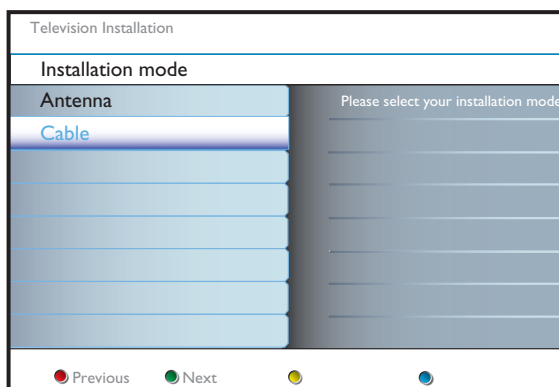 Television Installation
Installation mode
Antenna
Please select your installation mode
Cable
Previous Next